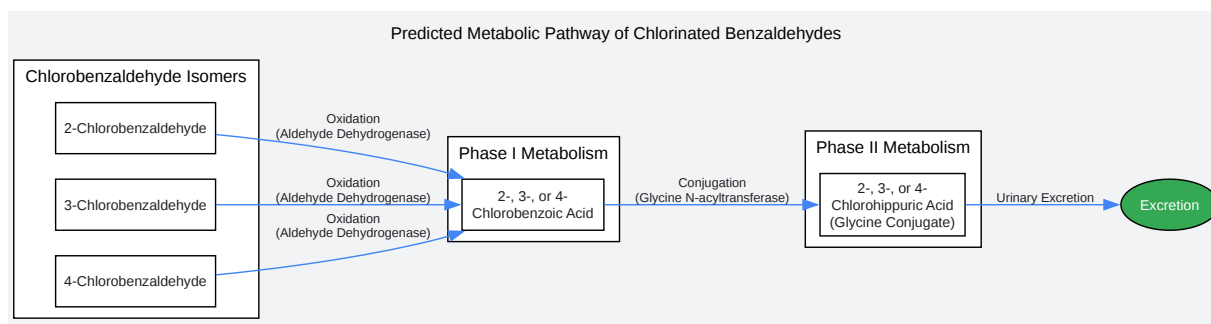 Predicted Metabolic Pathway of Chlorinated Benzaldehydes
Chlorobenzaldehyde Isomers
2-Chlorobenzaldehyde
3-Chlorobenzaldehyde
4-Chlorobenzaldehyde
Oxidation
(Aldehyde Dehydrogenase)
Oxidation
(Aldehyde Dehydrogenase)
Oxidation
(Aldehyde Dehydrogenase)
Phase I Metabolism
2-, 3-, or 4-
Chlorobenzoic Acid
Conjugation
(Glycine N-acyltransferase)
Phase II Metabolism
2-, 3-, or 4-
Chlorohippuric Acid
(Glycine Conjugate)
Urinary Excretion
Excretion